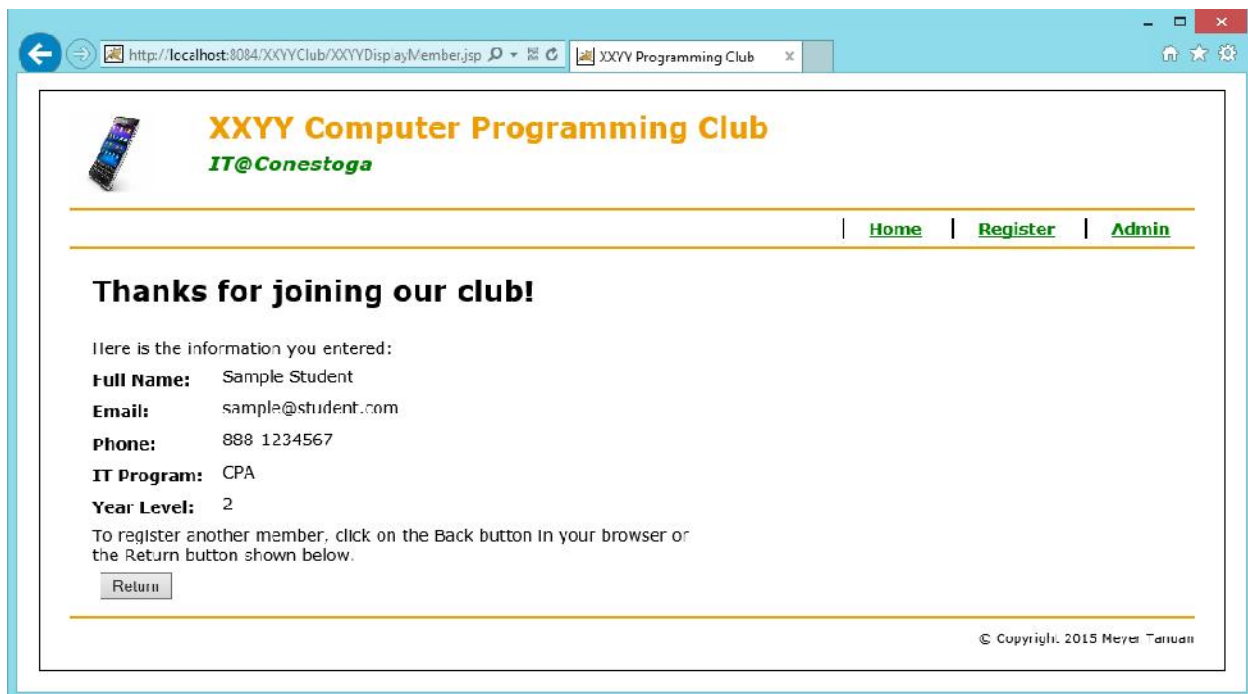 http://localhost:8084/XXYYClub/XXYYDisplayMember.jsp
XXYY Programming Club
XXYY Computer Programming Club
IT@Conestoga
Home
Register
Admin
Thanks for joining our club!
Here is the information you entered:
Full Name: Sample Student
Email: sample@student.com
Phone: 888 1234567
IT Program: CPA
Year Level: 2
To register another member, click on the Back button in your browser or
the Return button shown below.
Return
© Copyright 2015 Meyer Tanuan